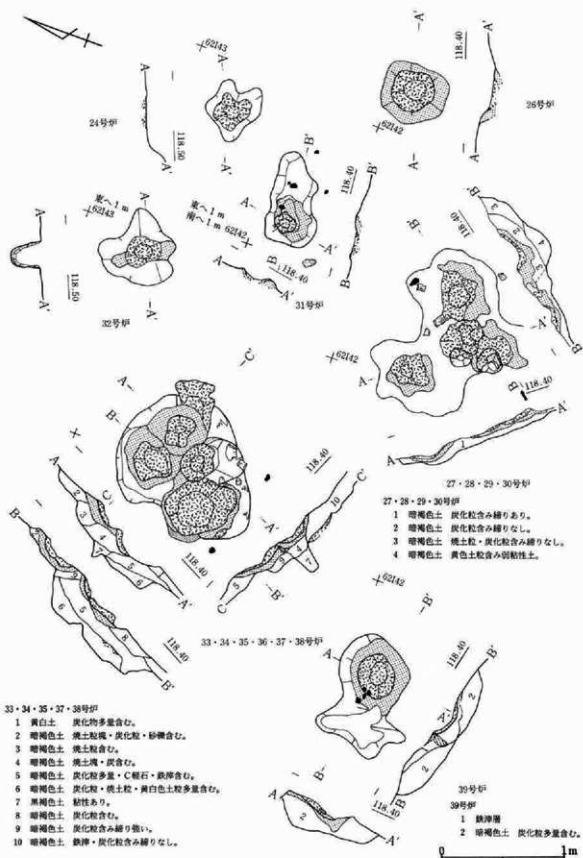 62143
A
A'
24号炉
118.50
A
A'
A
A'
62142
118.40
26号炉
A
A'
東へ1m
62143
A
A'
118.50
32号炉
東へ1m
南へ1m 62142
B
B'
A
A'
118.40
31号炉
A
A'
118.40
B
B'
62142
A
A'
B
B'
118.40
B
B'
118.40
A
A'
27・28・29・30号炉
27・28・29・30号炉
1 暗褐色土 炭化粒含み締りあり。
2 暗褐色土 炭化粒含み締りなし。
3 暗褐色土 焼土粒・炭化粒含み締りなし。
4 暗褐色土 黄色土粒含み弱粘性土。
A
A'
B
B'
C
C'
118.40
118.40
118.40
33・34・35・36・37・38号炉
33・34・35・37・38号炉
1 黄白土 炭化物多量含む。
2 暗褐色土 焼土粒塊・炭化粒・砂礫含む。
3 暗褐色土 焼土粒含む。
4 暗褐色土 焼土塊・炭含む。
5 暗褐色土 炭化粒多量・C軽石・鉄滓含む。
6 暗褐色土 炭化粒・焼土粒・黄白色土粒多量含む。
7 黒褐色土 粘性あり。
8 暗褐色土 炭化粒含む。
9 暗褐色土 炭化粒含み締り強い。
10 暗褐色土 鉄滓・炭化粒含み締りなし。
62142
A
A'
B
B'
118.40
118.40
39号炉
39号炉
1 鉄滓層
2 暗褐色土 炭化粒多量含む。
0 1m